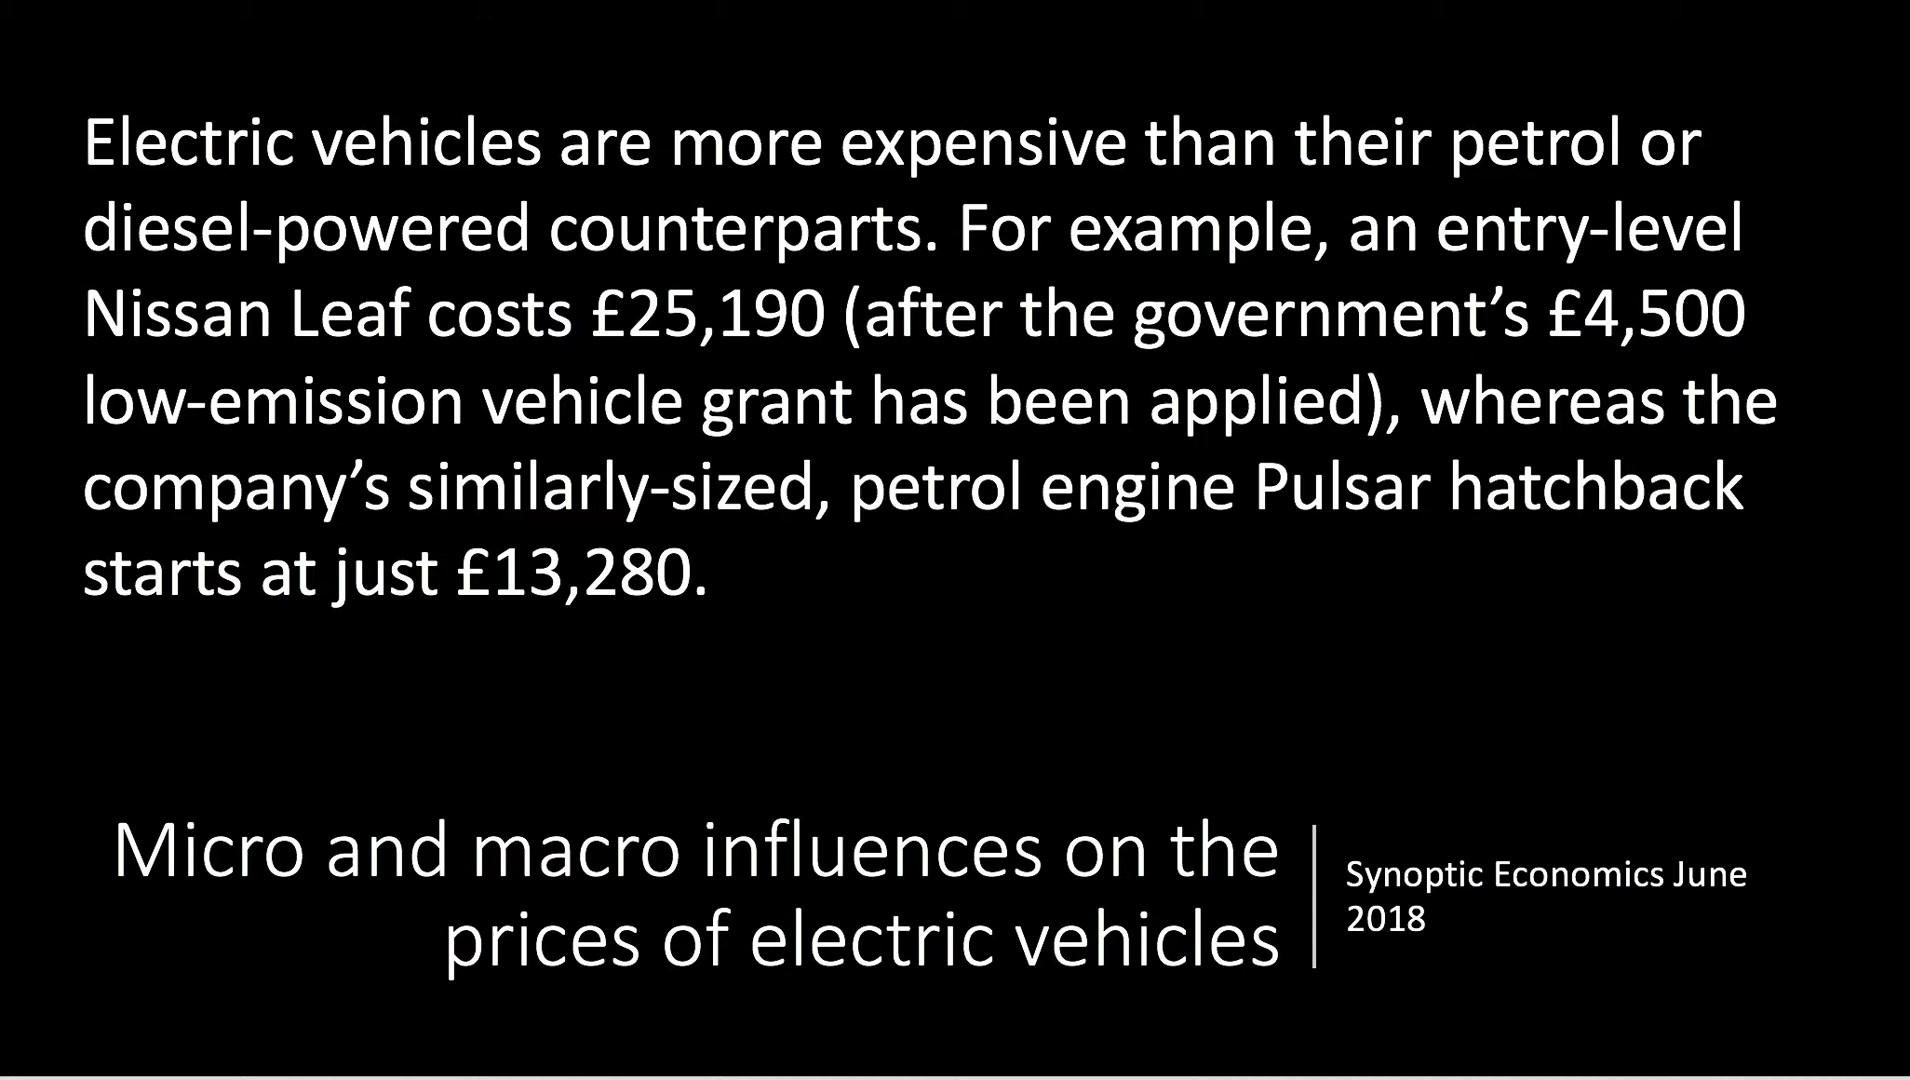 Electric vehicles are more expensive than their petrol or
diesel-powered counterparts. For example, an entry-level
Nissan Leaf costs £25,190 (after the government’s £4,500
low-emission vehicle grant has been applied), whereas the
company’s similarly-sized, petrol engine Pulsar hatchback
starts at just £13,280.
Micro and macro influences on the
prices of electric vehicles
Synoptic Economics June
2018